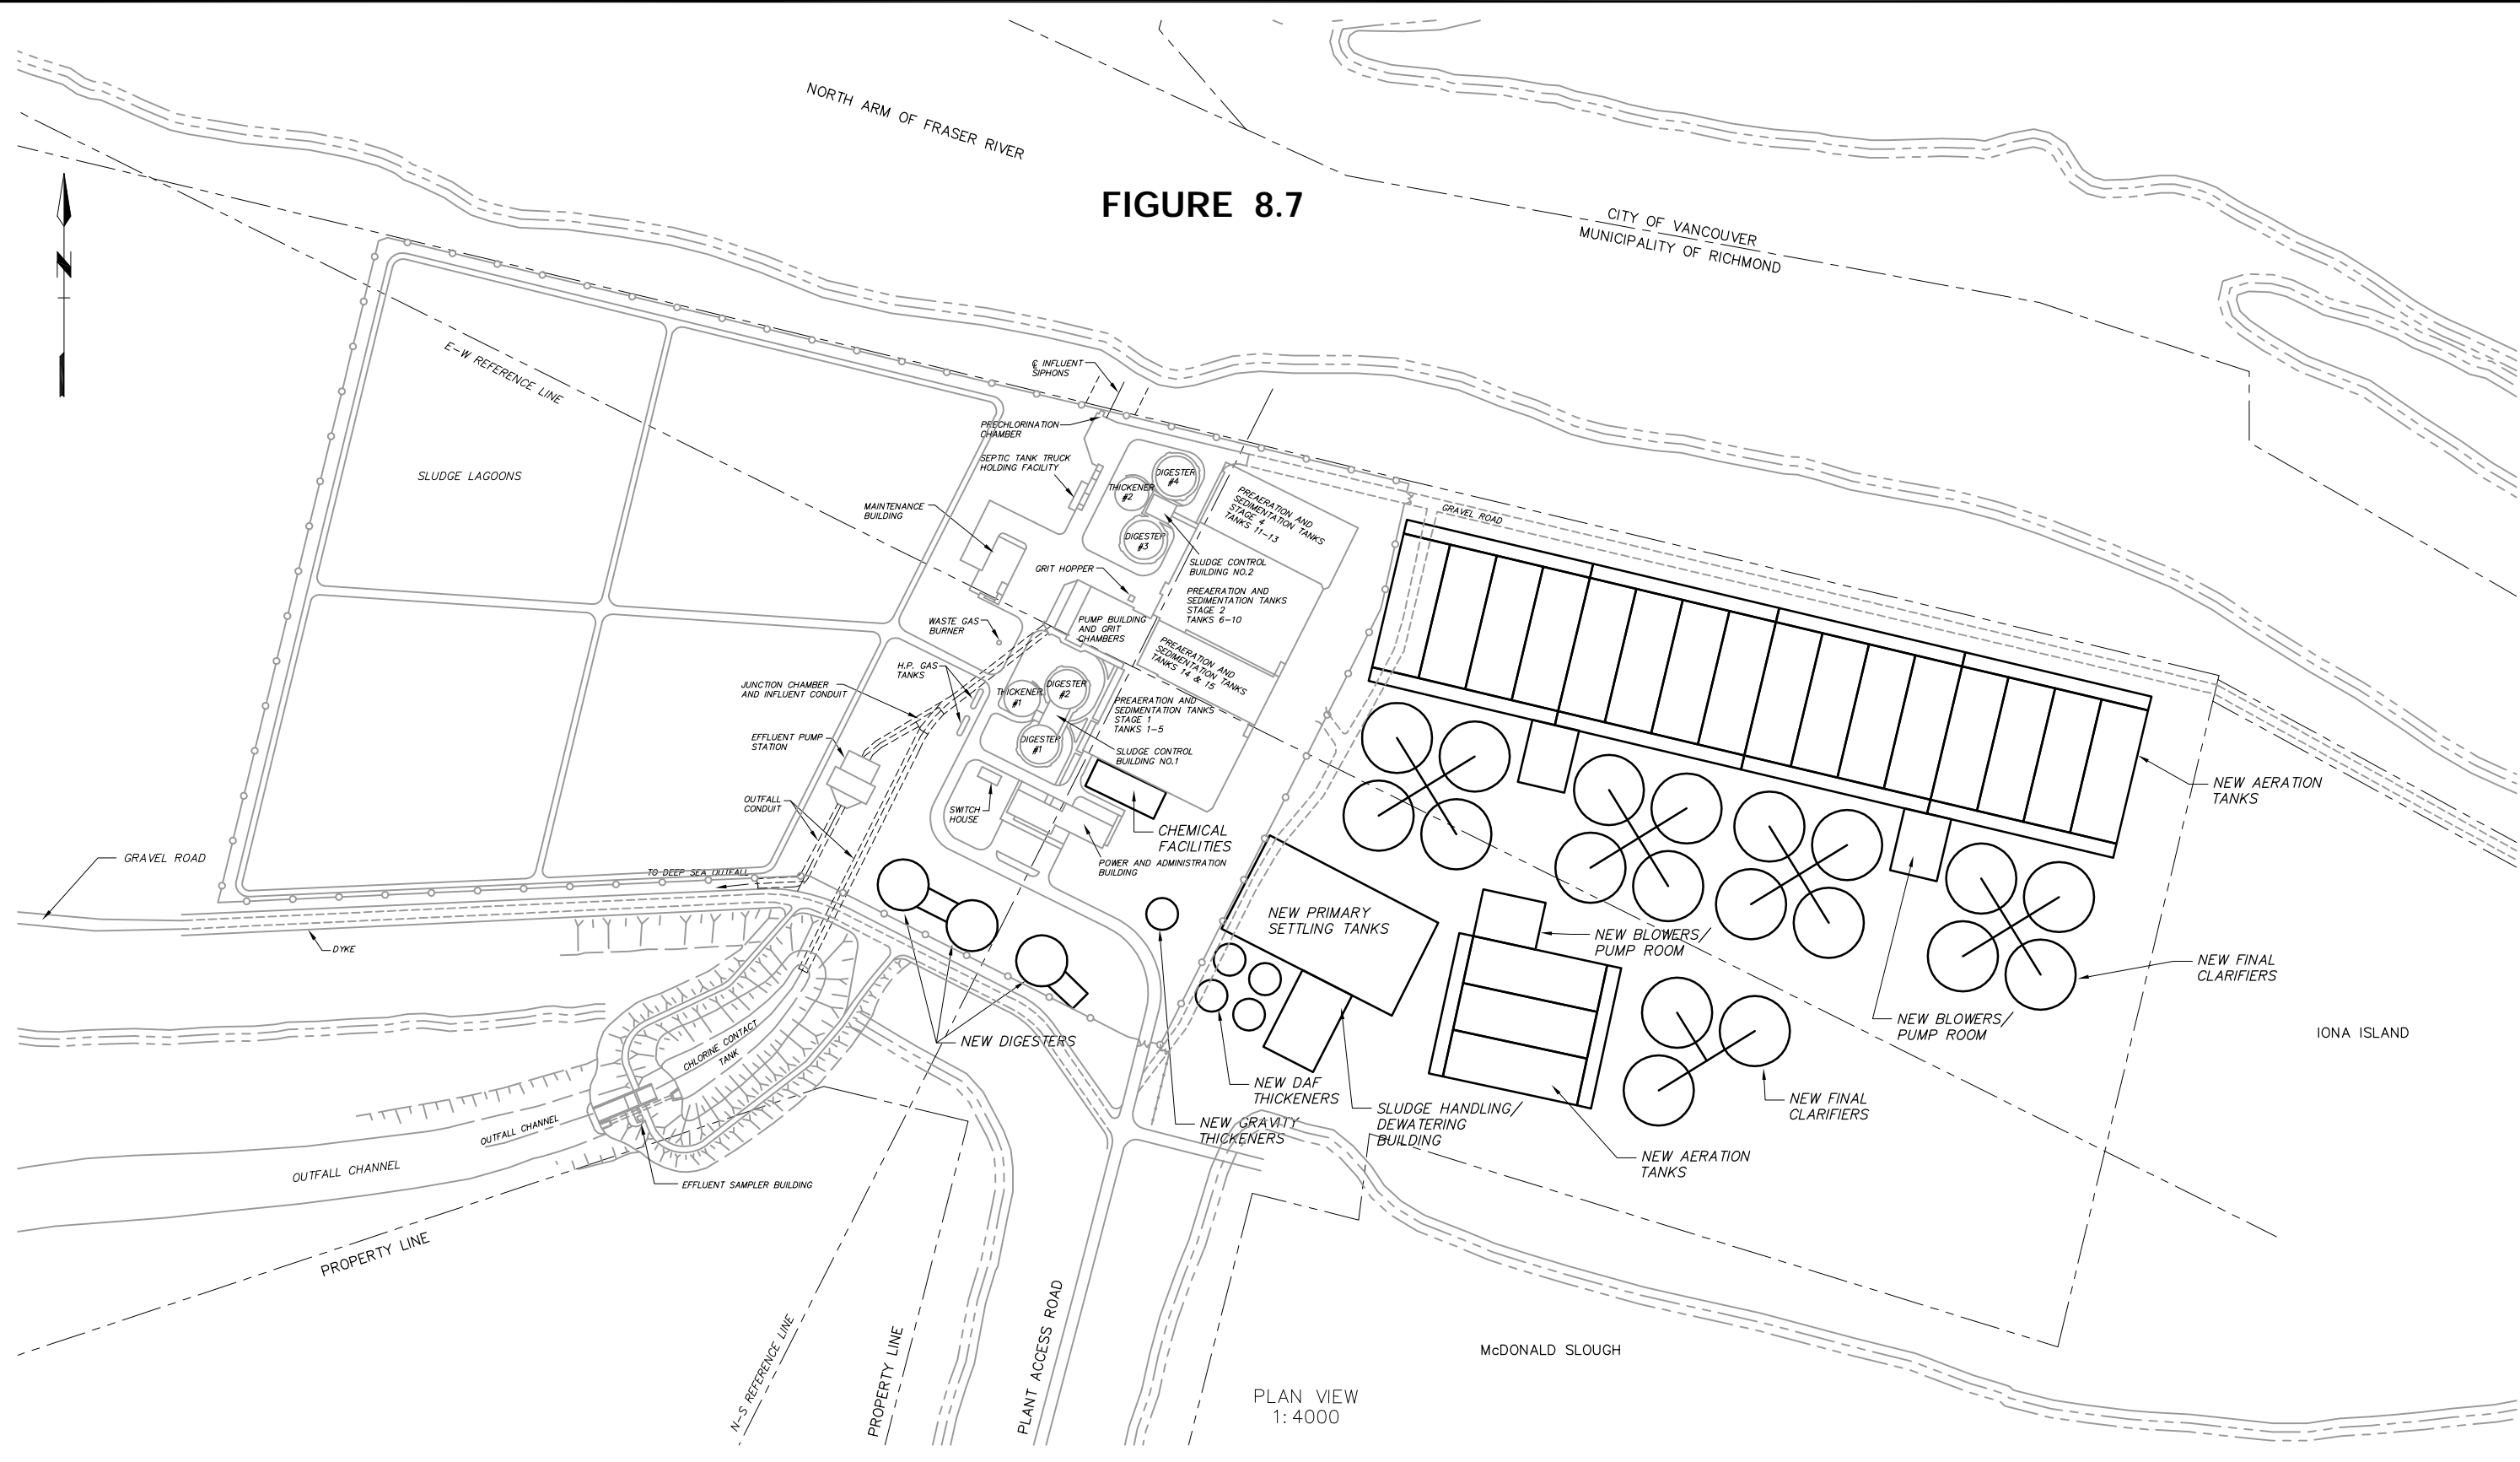 NORTH ARM OF FRASER RIVER
FIGURE 8.7
CITY OF VANCOUVER
MUNICIPALITY OF RICHMOND
N
E-W REFERENCE LINE
℄ INFLUENT
SIPHONS
PRECHLORINATION
CHAMBER
SEPTIC TANK TRUCK
HOLDING FACILITY
SLUDGE LAGOONS
MAINTENANCE
BUILDING
DIGESTER
#4
THICKENER
#2
DIGESTER
#3
PREAERATION AND
SEDIMENTATION TANKS
STAGE 4
TANKS 11-13
GRAVEL ROAD
GRIT HOPPER
SLUDGE CONTROL
BUILDING NO.2
PREAERATION AND
SEDIMENTATION TANKS
STAGE 2
TANKS 6-10
WASTE GAS
BURNER
PUMP BUILDING
AND GRIT
CHAMBERS
PREAERATION AND
SEDIMENTATION TANKS
TANKS 14 & 15
H.P. GAS
TANKS
JUNCTION CHAMBER
AND INFLUENT CONDUIT
THICKENER
#1
DIGESTER
#2
PREAERATION AND
SEDIMENTATION TANKS
STAGE 1
TANKS 1-5
EFFLUENT PUMP
STATION
DIGESTER
#1
SLUDGE CONTROL
BUILDING NO.1
NEW AERATION
TANKS
OUTFALL
CONDUIT
SWITCH
HOUSE
CHEMICAL
FACILITIES
POWER AND ADMINISTRATION
BUILDING
GRAVEL ROAD
TO DEEP SEA OUTFALL
DYKE
NEW PRIMARY
SETTLING TANKS
NEW BLOWERS/
PUMP ROOM
NEW FINAL
CLARIFIERS
NEW BLOWERS/
PUMP ROOM
IONA ISLAND
NEW DIGESTERS
CHLORINE CONTACT
TANK
NEW DAF
THICKENERS
NEW GRAVITY
THICKENERS
SLUDGE HANDLING/
DEWATERING
BUILDING
NEW FINAL
CLARIFIERS
NEW AERATION
TANKS
OUTFALL CHANNEL
OUTFALL CHANNEL
EFFLUENT SAMPLER BUILDING
PROPERTY LINE
N-S REFERENCE LINE
PROPERTY LINE
PLANT ACCESS ROAD
McDONALD SLOUGH
PLAN VIEW
1:4000